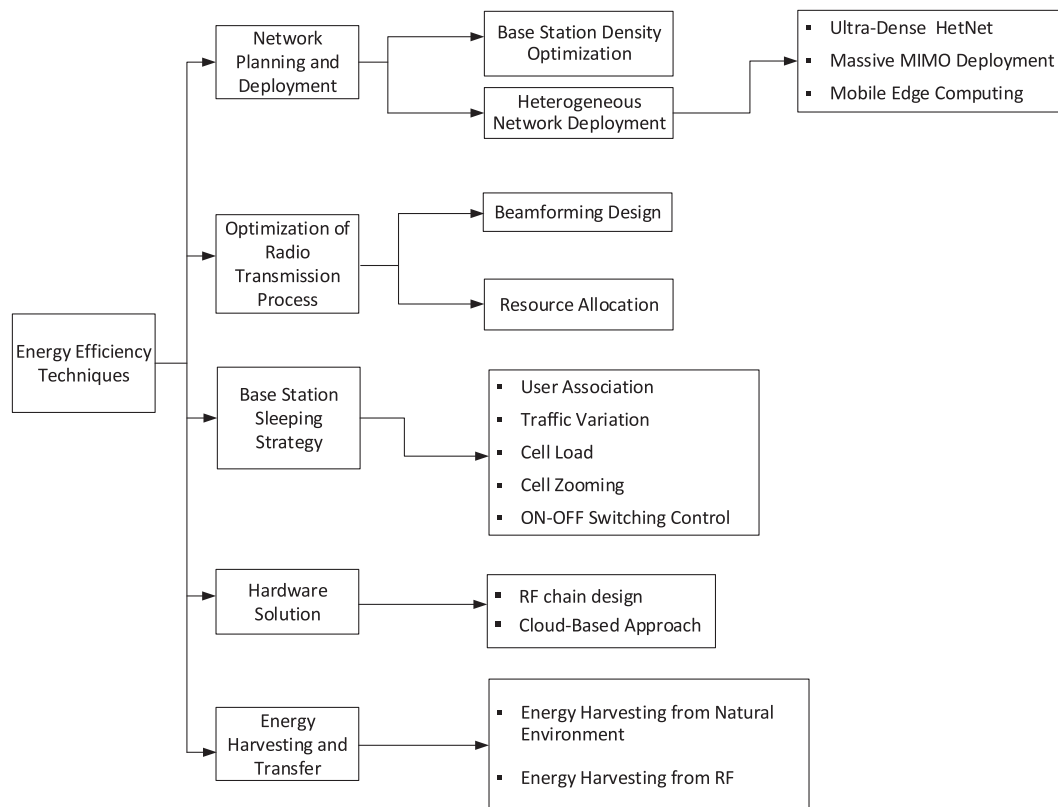 Energy Efficiency
Techniques
Network
Planning and
Deployment
Base Station Density
Optimization
Heterogeneous
Network Deployment
▪ Ultra-Dense HetNet
▪ Massive MIMO Deployment
▪ Mobile Edge Computing
Optimization of
Radio
Transmission
Process
Beamforming Design
Resource Allocation
Base Station
Sleeping
Strategy
▪ User Association
▪ Traffic Variation
▪ Cell Load
▪ Cell Zooming
▪ ON-OFF Switching Control
Hardware
Solution
▪ RF chain design
▪ Cloud-Based Approach
Energy
Harvesting and
Transfer
▪ Energy Harvesting from Natural
Environment
▪ Energy Harvesting from RF